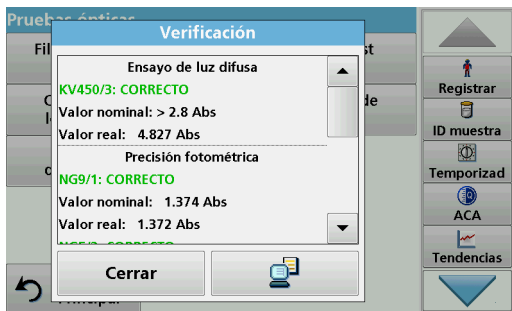 Pruebas ópticas
Verificación
Ensayo de luz difusa
KV450/3: CORRECTO
Valor nominal: > 2.8 Abs
Valor real: 4.827 Abs
Precisión fotométrica
NG9/1: CORRECTO
Valor nominal: 1.374 Abs
Valor real: 1.372 Abs
Cerrar
Principal
Registrar
ID muestra
Temporizad
ACA
Tendencias